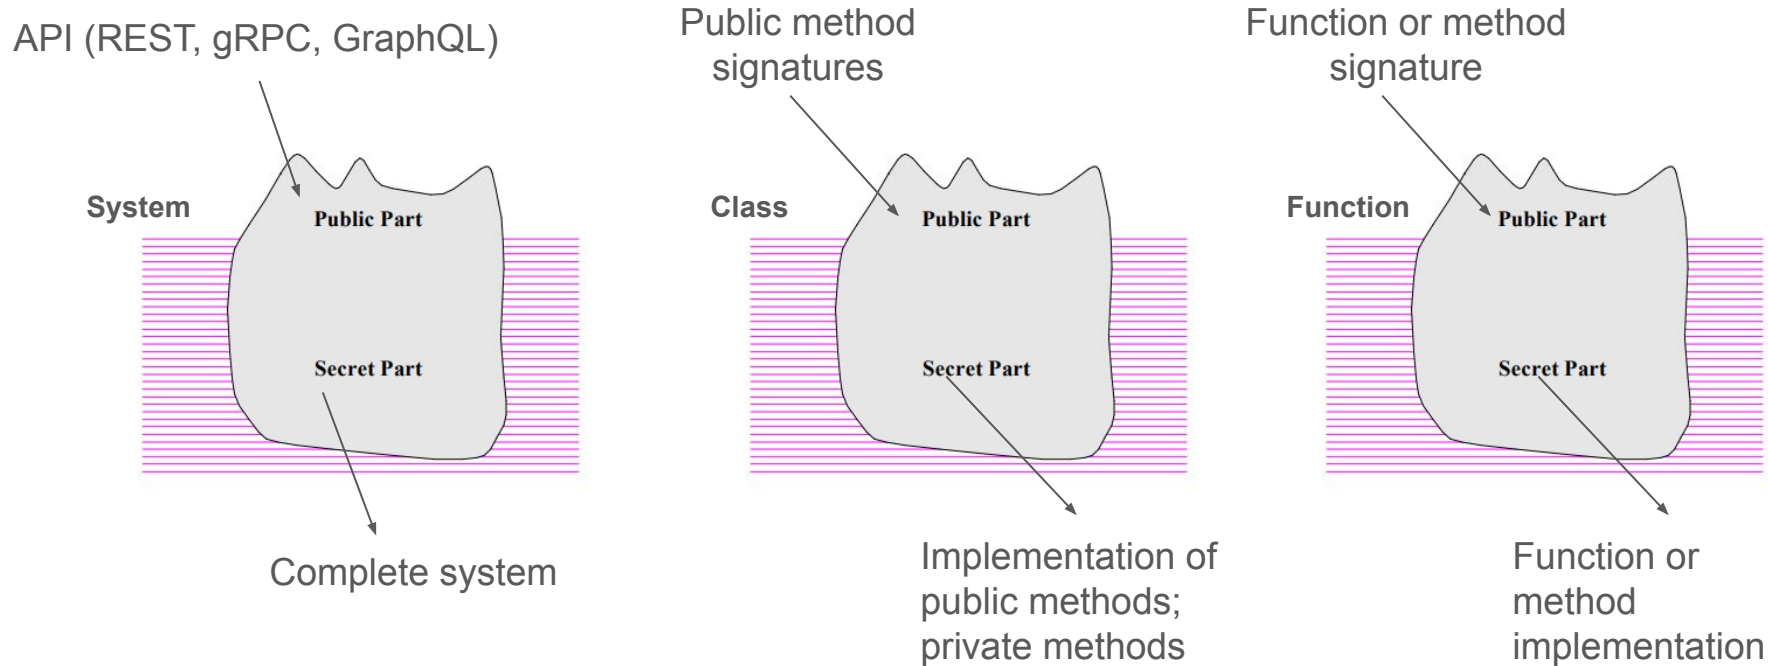 API (REST, gRPC, GraphQL)
System
Public Part
Secret Part
Complete system
Public method
signatures
Class
Public Part
Secret Part
Implementation of
public methods;
private methods
Function or method
signature
Function
Public Part
Secret Part
Function or
method
implementation